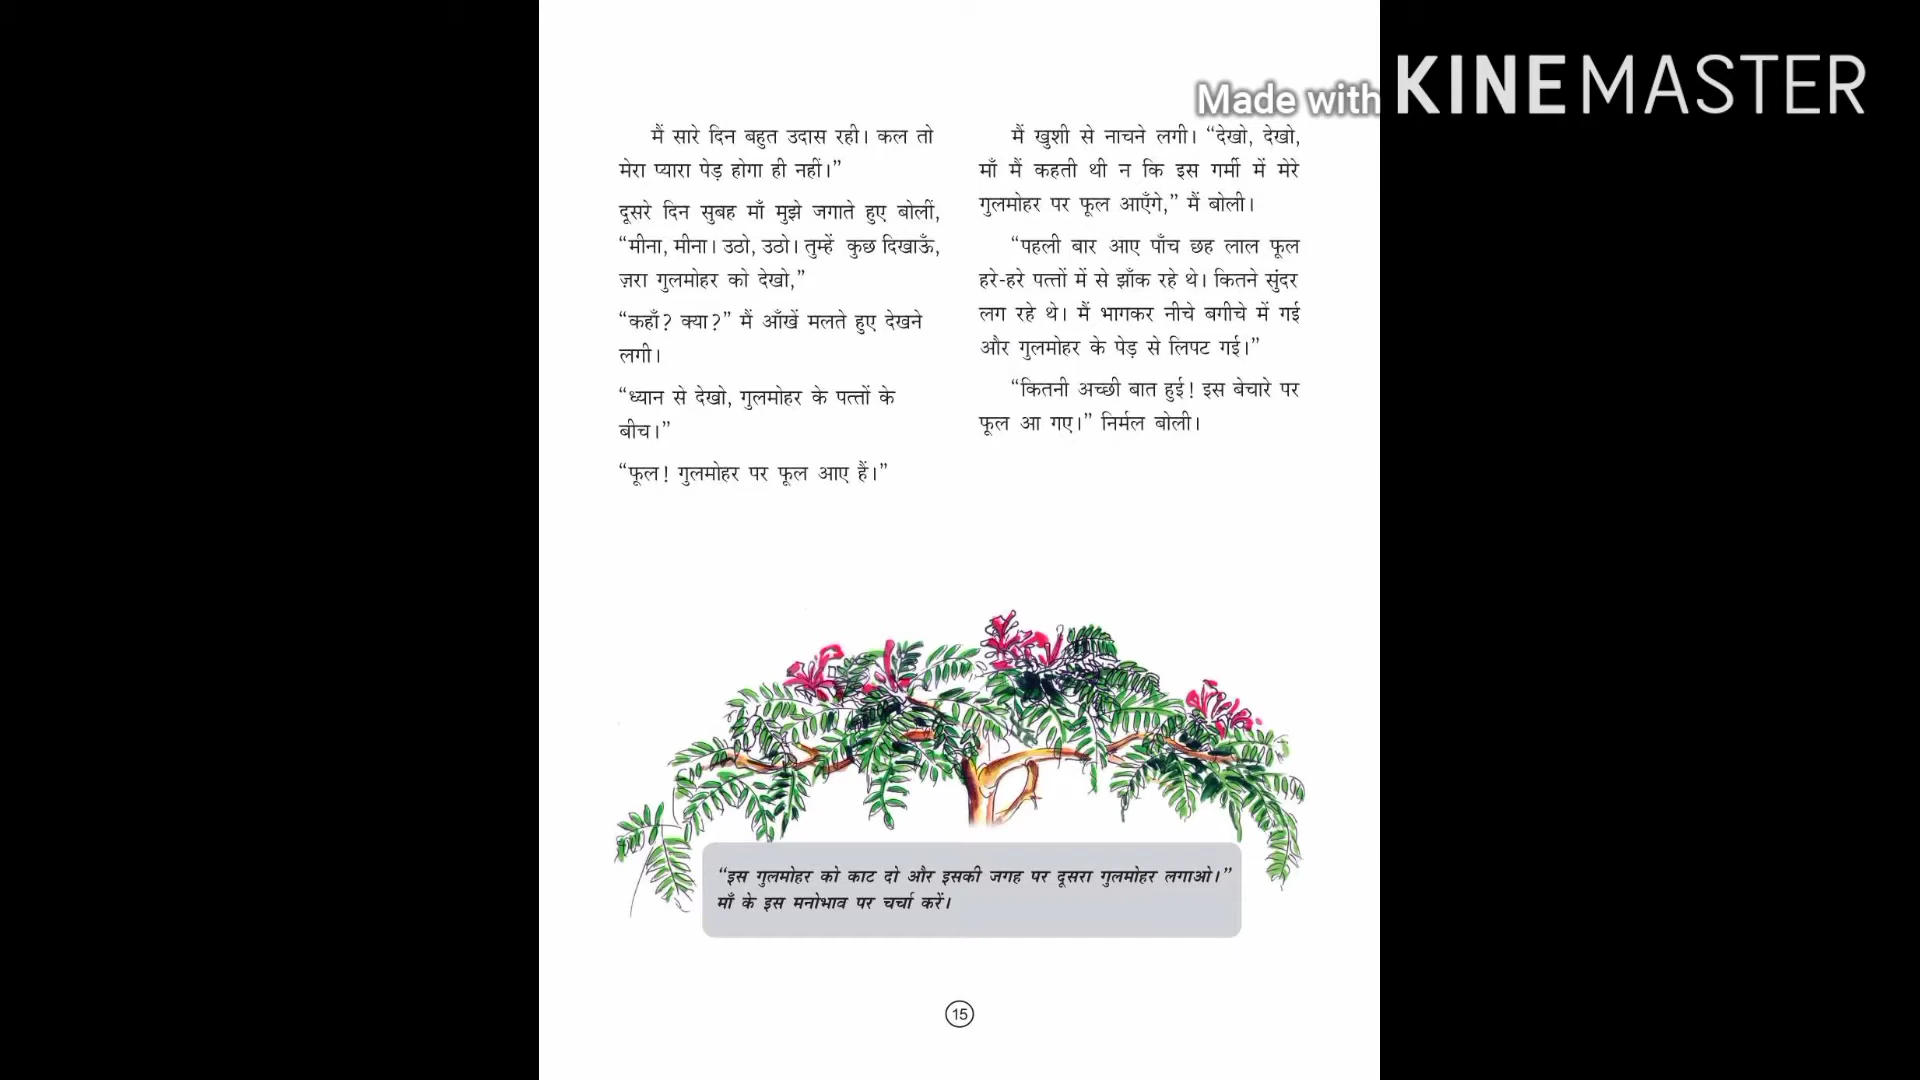 Made with KINEMASTER
मैं सारे दिन बहुत उदास रही। कल तो
मेरा प्यारा पेड़ होगा ही नहीं।”
दूसरे दिन सुबह माँ मुझे जगाते हुए बोलीं,
“मीना, मीना। उठो, उठो। तुम्हें कुछ दिखाऊँ,
ज़रा गुलमोहर को देखो,”
“कहाँ? क्या?” मैं आँखें मलते हुए देखने
लगी।
“ध्यान से देखो, गुलमोहर के पत्तों के
बीच।”
“फूल! गुलमोहर पर फूल आए हैं।”
मैं खुशी से नाचने लगी। “देखो, देखो,
माँ मैं कहती थी न कि इस गर्मी में मेरे
गुलमोहर पर फूल आएँगे,” मैं बोली।
“पहली बार आए पाँच छह लाल फूल
हरे-हरे पत्तों में से झाँक रहे थे। कितने सुंदर
लग रहे थे। मैं भागकर नीचे बगीचे में गई
और गुलमोहर के पेड़ से लिपट गई।”
“कितनी अच्छी बात हुई! इस बेचारे पर
फूल आ गए।” निर्मल बोली।
“इस गुलमोहर को काट दो और इसकी जगह पर दूसरा गुलमोहर लगाओ।”
माँ के इस मनोभाव पर चर्चा करें।
15